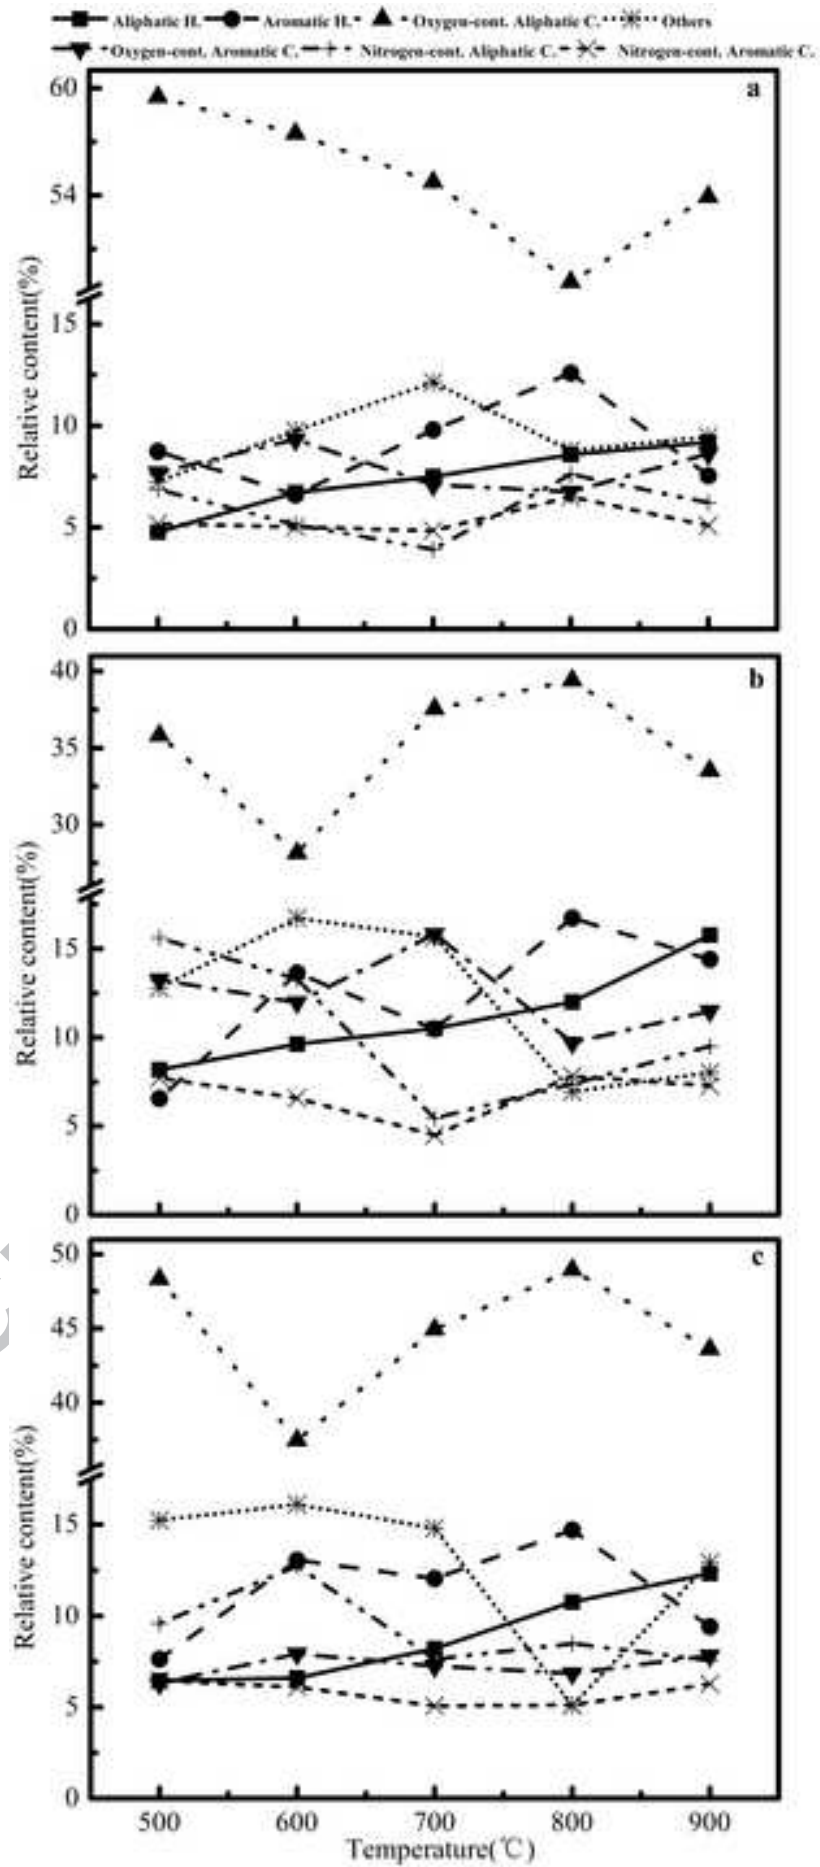 Aliphatic H. Aromatic H. Oxygen-cont. Aliphatic C. Others
Oxygen-cont. Aromatic C. Nitrogen-cont. Aliphatic C. Nitrogen-cont. Aromatic C.
a
60
54
15
10
5
0
Relative content(%)
b
40
35
30
15
10
5
0
Relative content(%)
c
50
45
40
15
10
5
0
Relative content(%)
500 600 700 800 900
Temperature(℃)